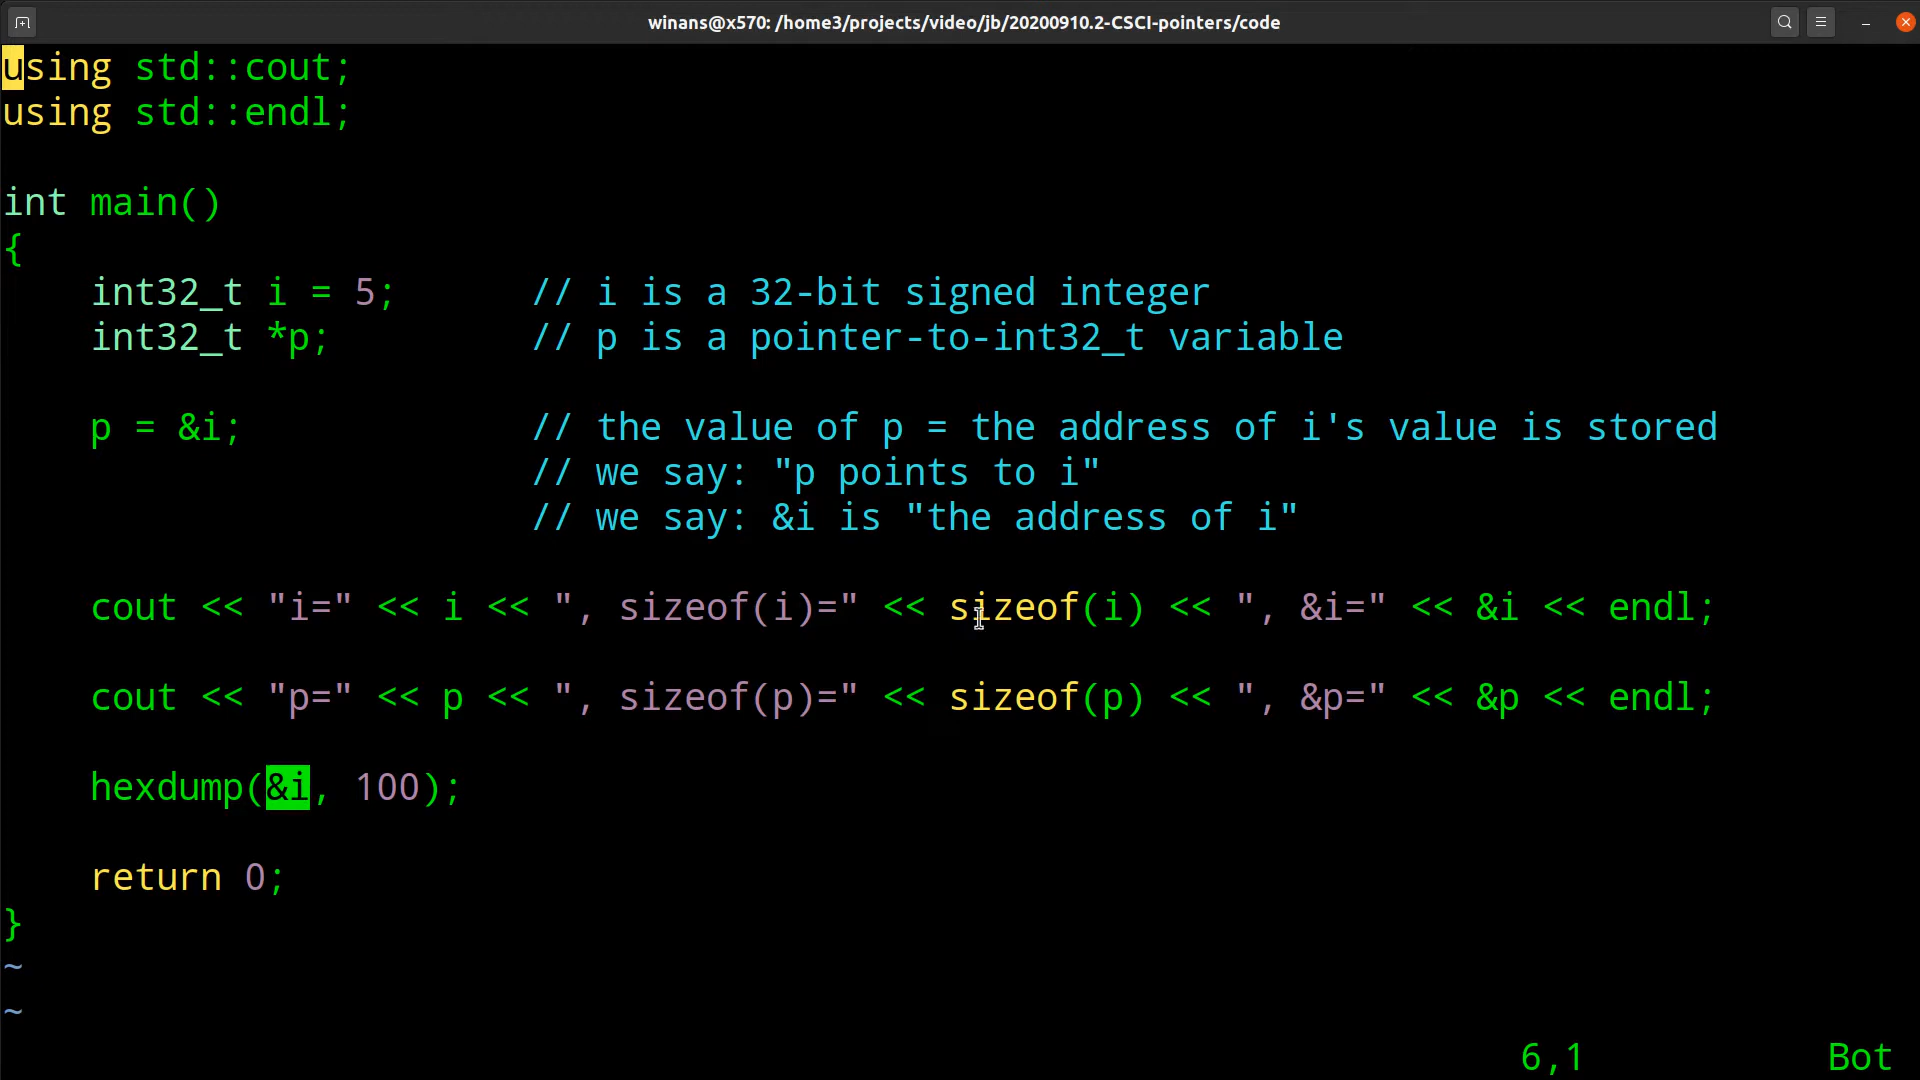 winans@x570: /home3/projects/video/jb/20200910.2-CSCI-pointers/code
using std::cout;
using std::endl;
int main()
{
    int32_t i = 5;      // i is a 32-bit signed integer
    int32_t *p;         // p is a pointer-to-int32_t variable
    p = &i;             // the value of p = the address of i's value is stored
                        // we say: "p points to i"
                        // we say: &i is "the address of i"
    cout << "i=" << i << ", sizeof(i)=" << sizeof(i) << ", &i=" << &i << endl;
    cout << "p=" << p << ", sizeof(p)=" << sizeof(p) << ", &p=" << &p << endl;
    hexdump(&i, 100);
    return 0;
}
~
~
6,1 Bot